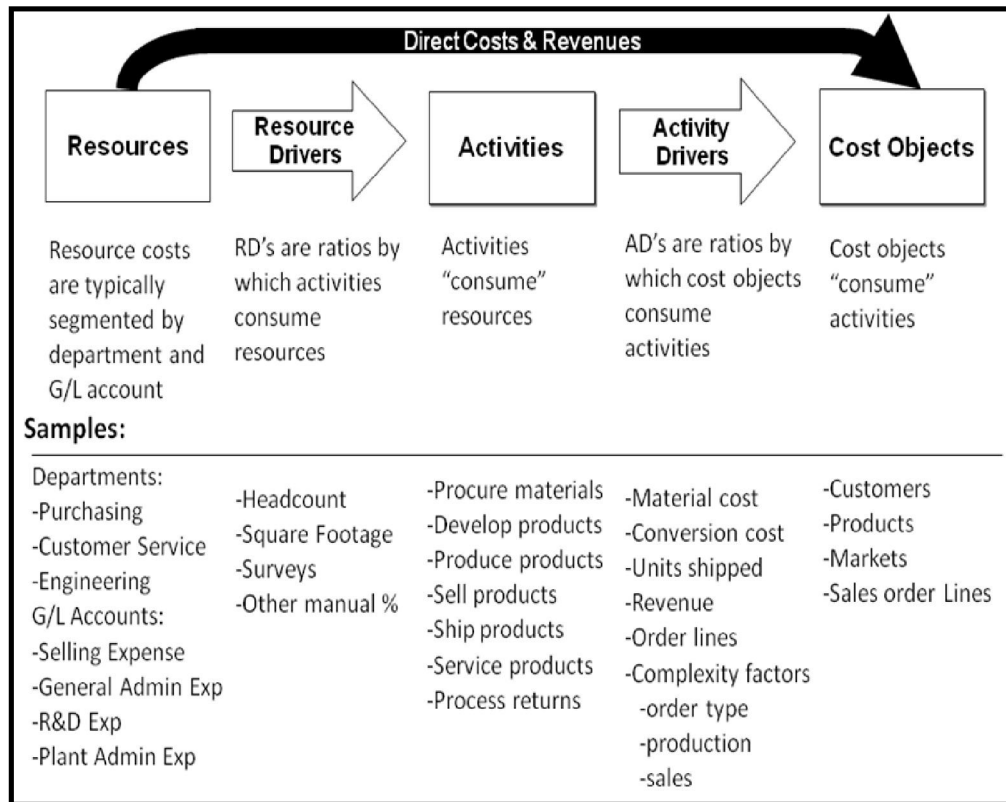 Direct Costs & Revenues
Resources
Resource
Drivers
Activities
Activity
Drivers
Cost Objects
Resource costs
are typically
segmented by
department and
G/L account
RD's are ratios by
which activities
consume
resources
Activities
“consume”
resources
AD's are ratios by
which cost objects
consume
activities
Cost objects
“consume”
activities
Samples:
Departments:
-Purchasing
-Customer Service
-Engineering
G/L Accounts:
-Selling Expense
-General Admin Exp
-R&D Exp
-Plant Admin Exp
-Headcount
-Square Footage
-Surveys
-Other manual %
-Procure materials
-Develop products
-Produce products
-Sell products
-Ship products
-Service products
-Process returns
-Material cost
-Conversion cost
-Units shipped
-Revenue
-Order lines
-Complexity factors
-order type
-production
-sales
-Customers
-Products
-Markets
-Sales order Lines